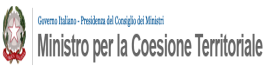 Governo Italiano - Presidenza del Consiglio dei Ministri
Ministro per la Coesione Territoriale